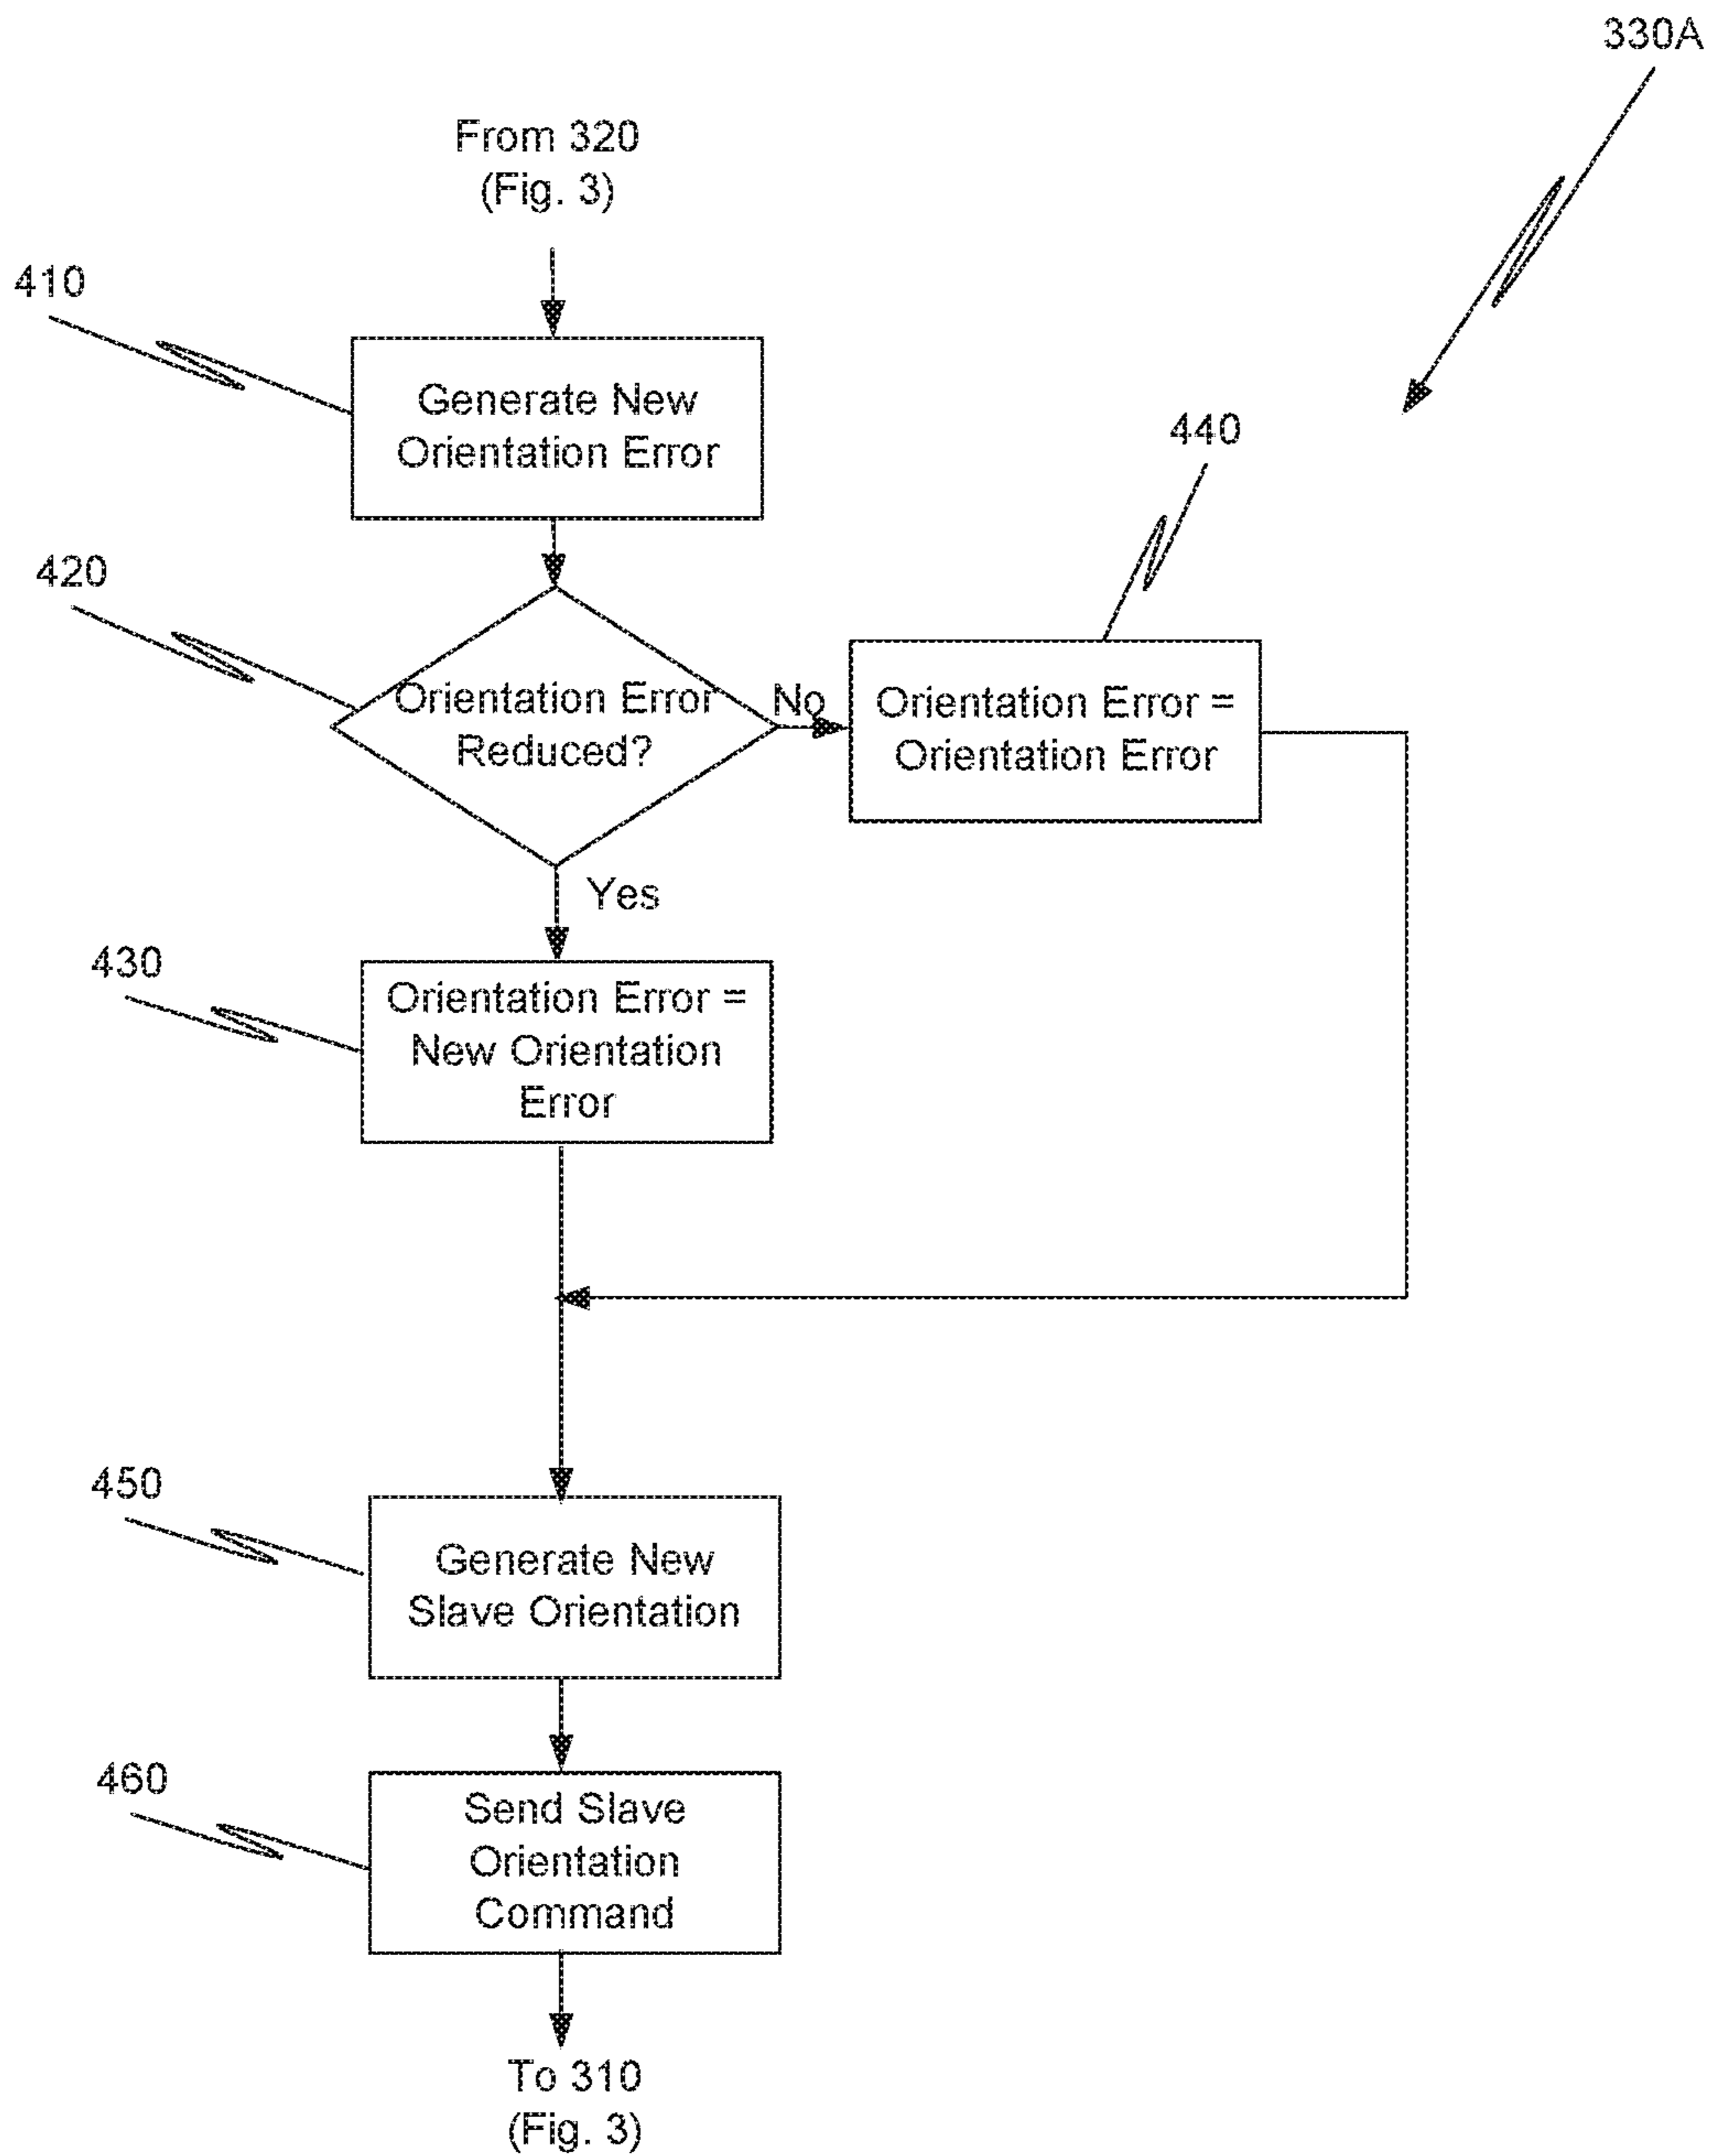 330A
From 320
(Fig. 3)
410
Generate New
Orientation Error
420
Orientation Error
Reduced?
No
440
Orientation Error =
Orientation Error
Yes
430
Orientation Error =
New Orientation
Error
450
Generate New
Slave Orientation
460
Send Slave
Orientation
Command
To 310
(Fig. 3)